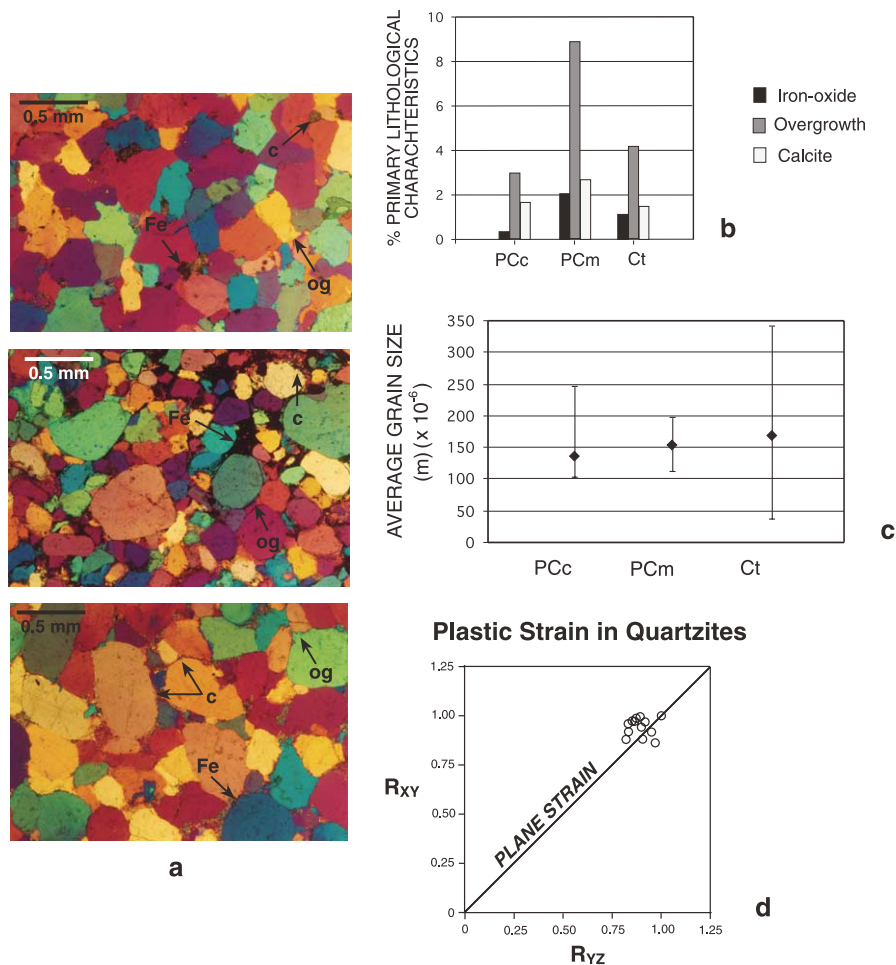 0.5 mm
c
Fe
og
0.5 mm
c
Fe
og
0.5 mm
og
c
Fe
a
% PRIMARY LITHOLOGICAL
CHARACHTERISTICS
10
8
6
4
2
0
PCc
PCm
Ct
Iron-oxide
Overgrowth
Calcite
b
AVERAGE GRAIN SIZE
(m) (x 10-6)
350
300
250
200
150
100
50
0
PCc
PCm
Ct
c
Plastic Strain in Quartzites
RXY
1.25
1.00
0.75
0.50
0.25
0
PLANE STRAIN
0
0.25
0.50
0.75
1.00
1.25
RYZ
d